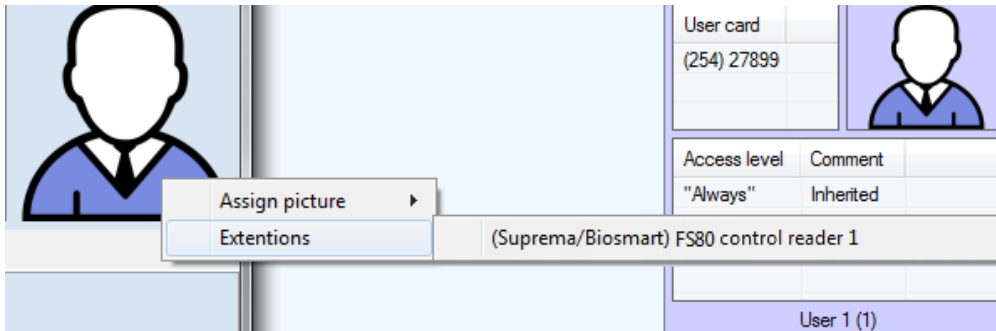 User card
(254) 27899
Access level Comment
"Always" Inherited
Assign picture
Extentions
(Suprema/Biosmart) FS80 control reader 1
User 1 (1)